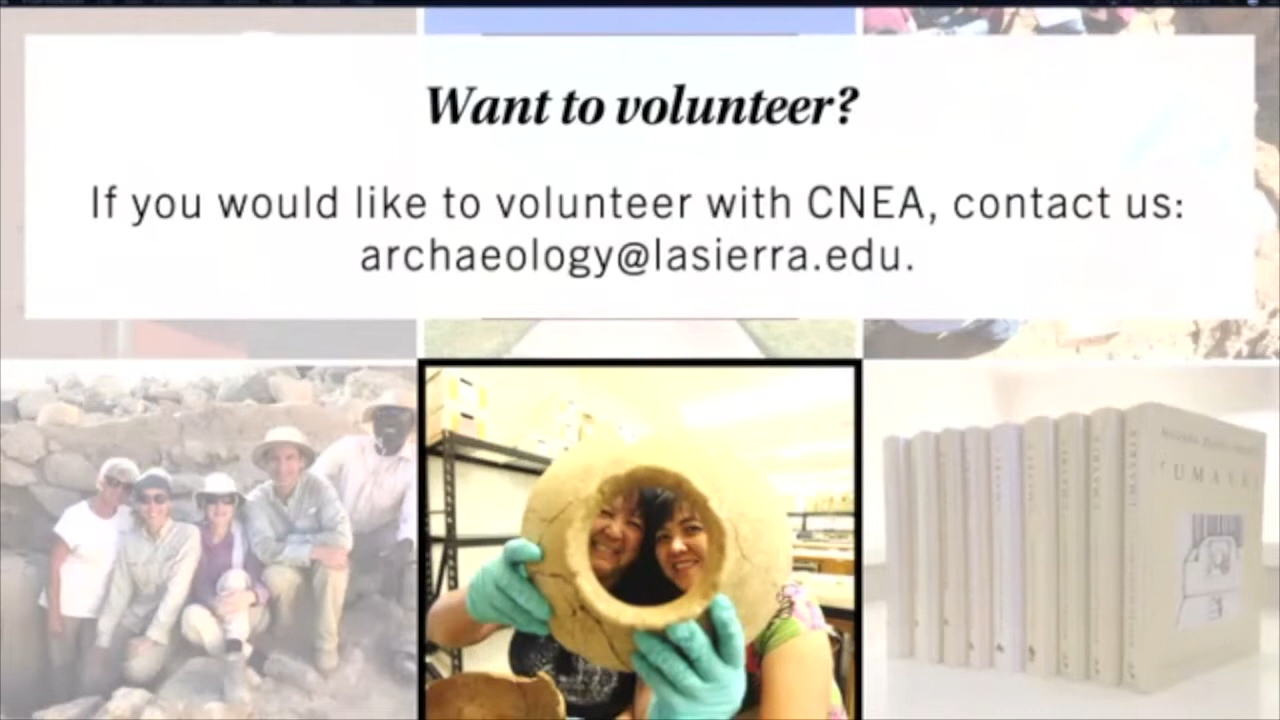 Want to volunteer?
If you would like to volunteer with CNEA, contact us:
archaeology@lasierra.edu.